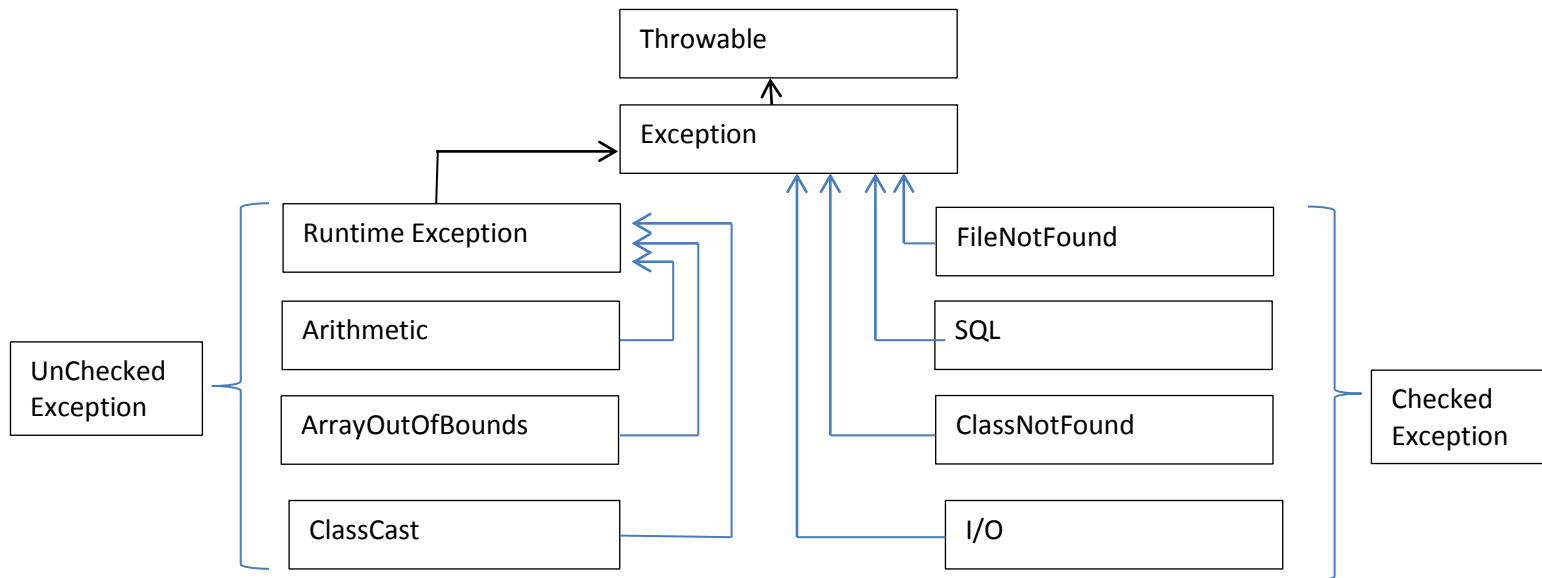 Throwable
Exception
Runtime Exception
FileNotFound
Arithmetic
SQL
UnChecked
Exception
ArrayOutOfBounds
ClassNotFound
Checked
Exception
ClassCast
I/O